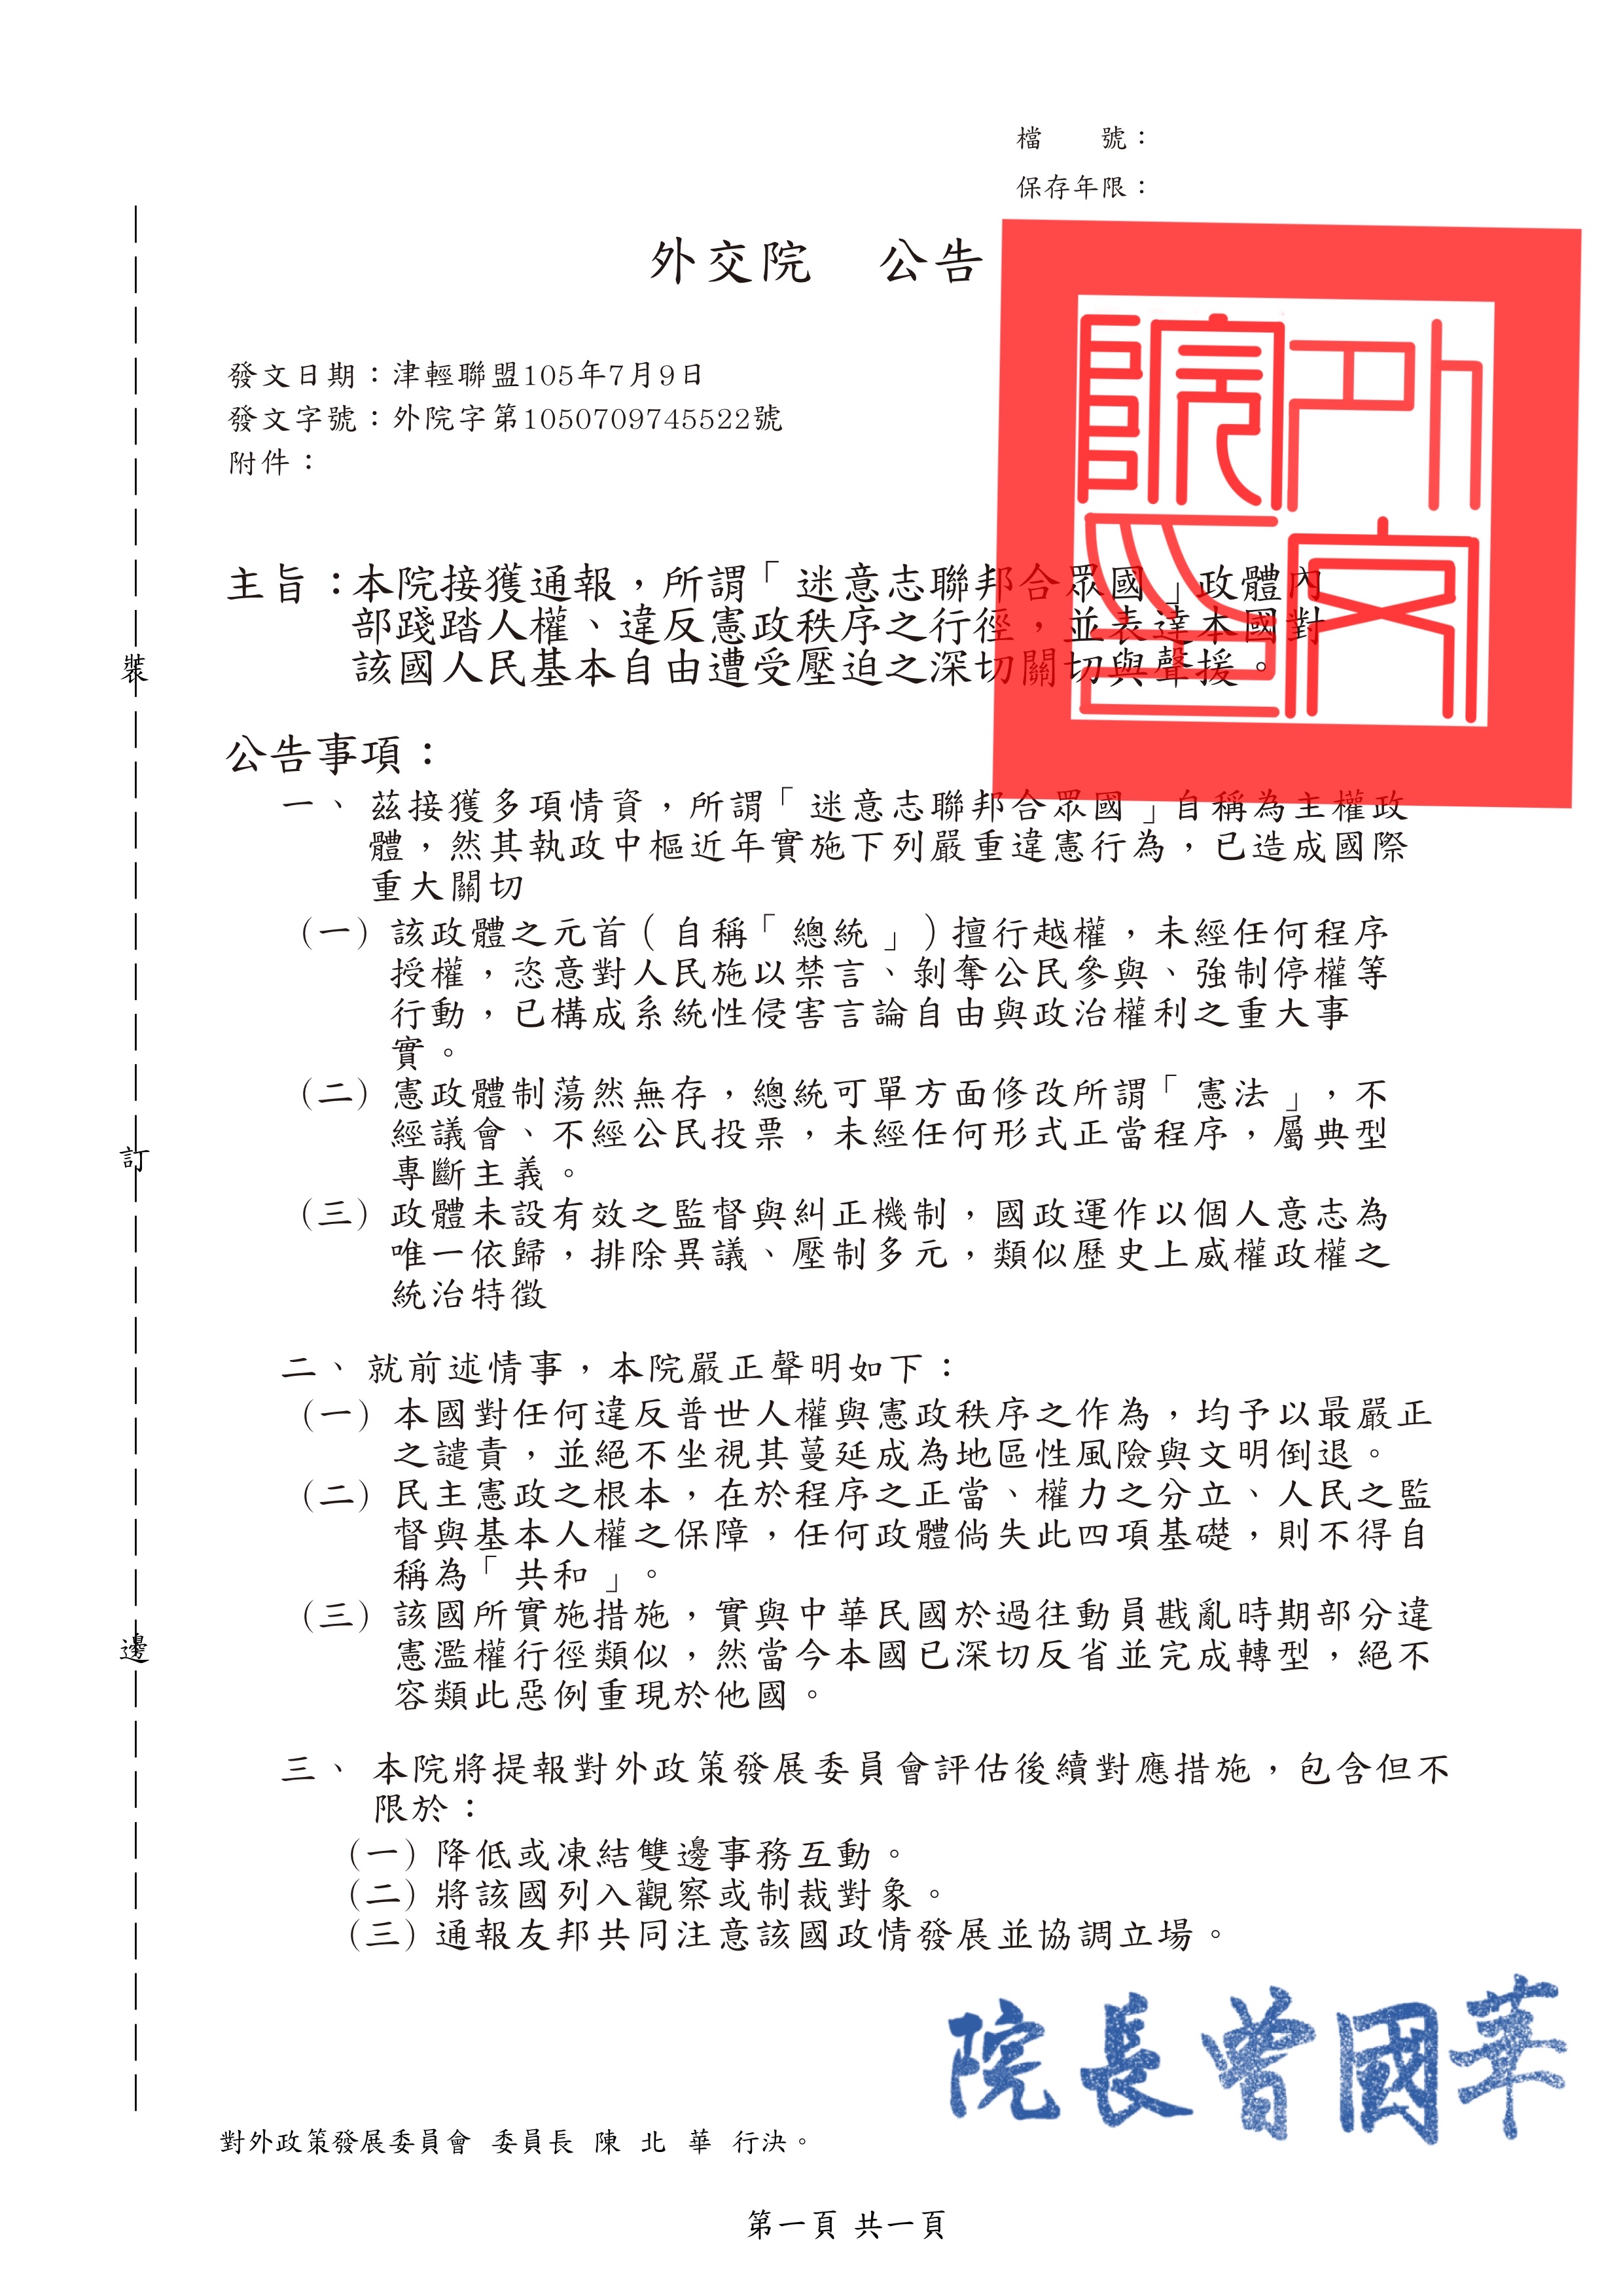 檔　　號：
保存年限：
外交院　公告
發文日期：津輕聯盟105年7月9日
發文字號：外院字第1050709745522號
附件：
外交院印
主旨：本院接獲通報，所謂「迷意志聯邦合眾國」政體內
部踐踏人權、違反憲政秩序之行徑，並表達本國對
該國人民基本自由遭受壓迫之深切關切與聲援。
公告事項：
一、茲接獲多項情資，所謂「迷意志聯邦合眾國」自稱為主權政
體，然其執政中樞近年實施下列嚴重違憲行為，已造成國際
重大關切
（一）該政體之元首（自稱「總統」）擅行越權，未經任何程序
授權，恣意對人民施以禁言、剝奪公民參與、強制停權等
行動，已構成系統性侵害言論自由與政治權利之重大事
實。
（二）憲政體制蕩然無存，總統可單方面修改所謂「憲法」，不
經議會、不經公民投票，未經任何形式正當程序，屬典型
專斷主義。
（三）政體未設有效之監督與糾正機制，國政運作以個人意志為
唯一依歸，排除異議、壓制多元，類似歷史上威權政權之
統治特徵
二、就前述情事，本院嚴正聲明如下：
（一）本國對任何違反普世人權與憲政秩序之作為，均予以最嚴正
之譴責，並絕不坐視其蔓延成為地區性風險與文明倒退。
（二）民主憲政之根本，在於程序之正當、權力之分立、人民之監
督與基本人權之保障，任何政體倘失此四項基礎，則不得自
稱為「共和」。
（三）該國所實施措施，實與中華民國於過往動員戡亂時期部分違
憲濫權行徑類似，然當今本國已深切反省並完成轉型，絕不
容類此惡例重現於他國。
三、本院將提報對外政策發展委員會評估後續對應措施，包含但不
限於：
（一）降低或凍結雙邊事務互動。
（二）將該國列入觀察或制裁對象。
（三）通報友邦共同注意該國政情發展並協調立場。
裝
訂
邊
院長曾國華
對外政策發展委員會 委員長 陳 北 華 行決。
第一頁 共一頁